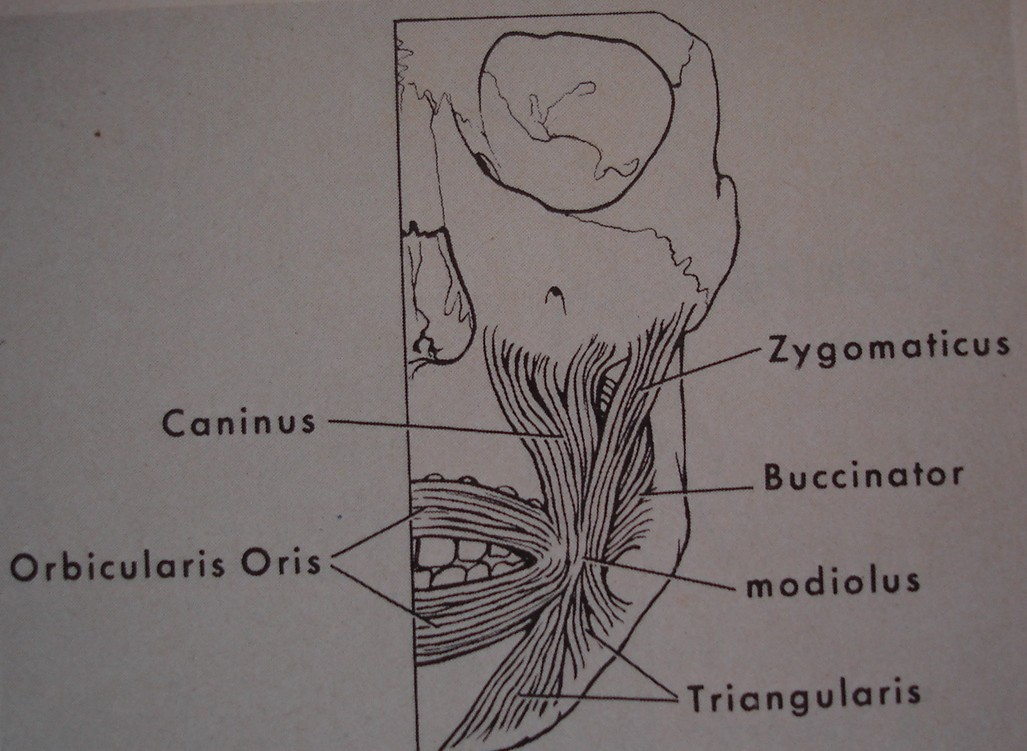 Zygomaticus
Caninus
Buccinator
Orbicularis Oris
modiolus
Triangularis